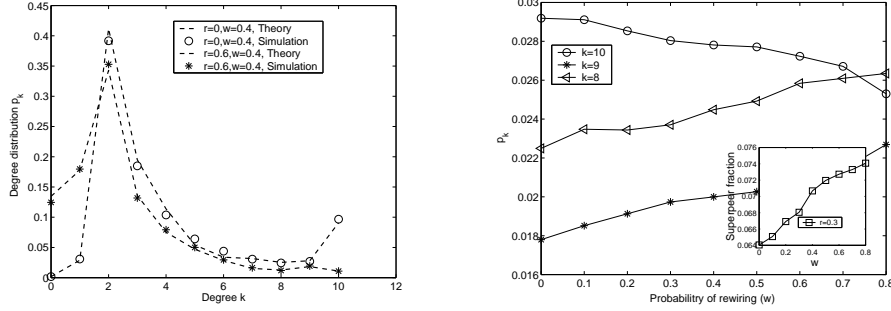 r=0,w=0.4, Theory
r=0,w=0.4, Simulation
r=0.6,w=0.4, Theory
r=0.6,w=0.4, Simulation
0.45
0.4
0.35
0.3
0.25
0.2
0.15
0.1
0.05
0
Degree distribution p_k
0 2 4 6 8 10 12
Degree k
0.03
0.028
0.026
0.024
0.022
0.02
0.018
0.016
p_k
k=10
k=9
k=8
0 0.1 0.2 0.3 0.4 0.5 0.6 0.7 0.8
Probability of rewiring (w)
0.076
0.074
0.072
0.070
0.068
0.066
0.064
Superpeer fraction
r=0.3
0 0.2 0.4 0.6 0.8
w